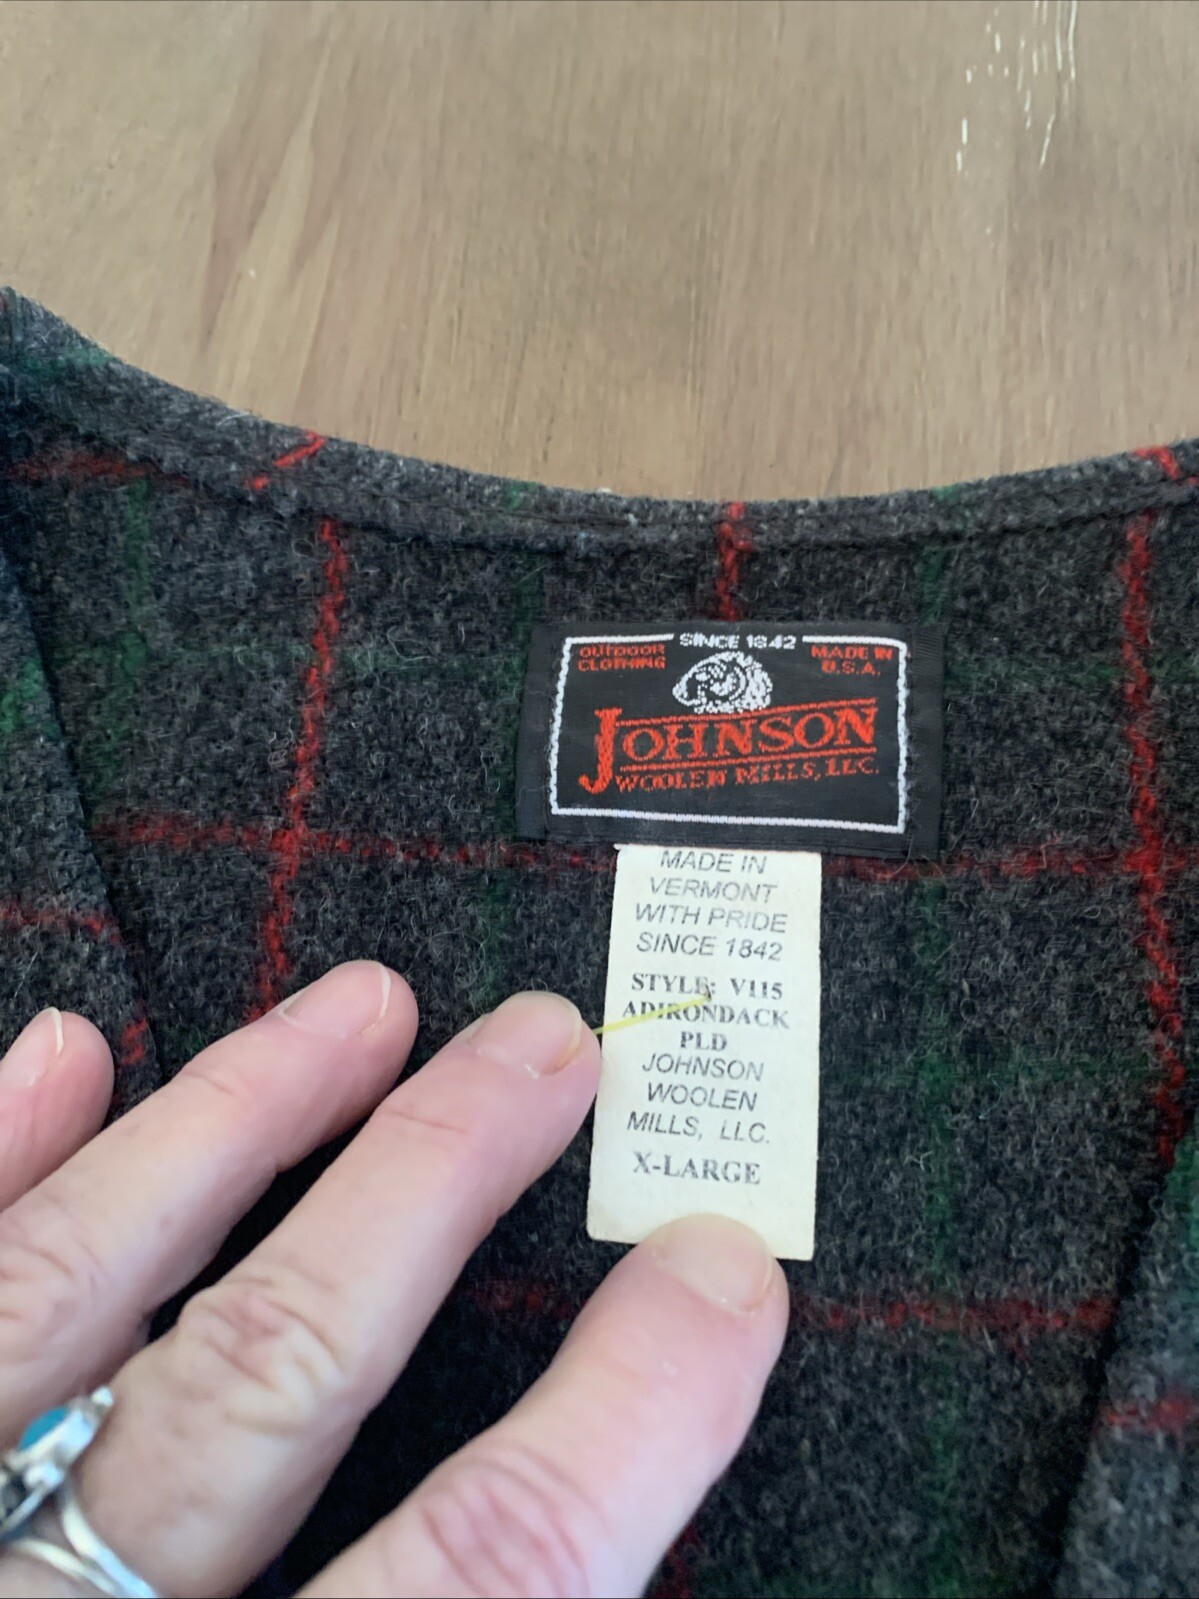 SINCE 1842
OUTDOOR
CLOTHING
MADE IN
U.S.A.
JOHNSON
WOOLEN MILLS, LLC.
MADE IN
VERMONT
WITH PRIDE
SINCE 1842
STYLE: V115
ADIRONDACK
PLD
JOHNSON
WOOLEN
MILLS, LLC.
X-LARGE